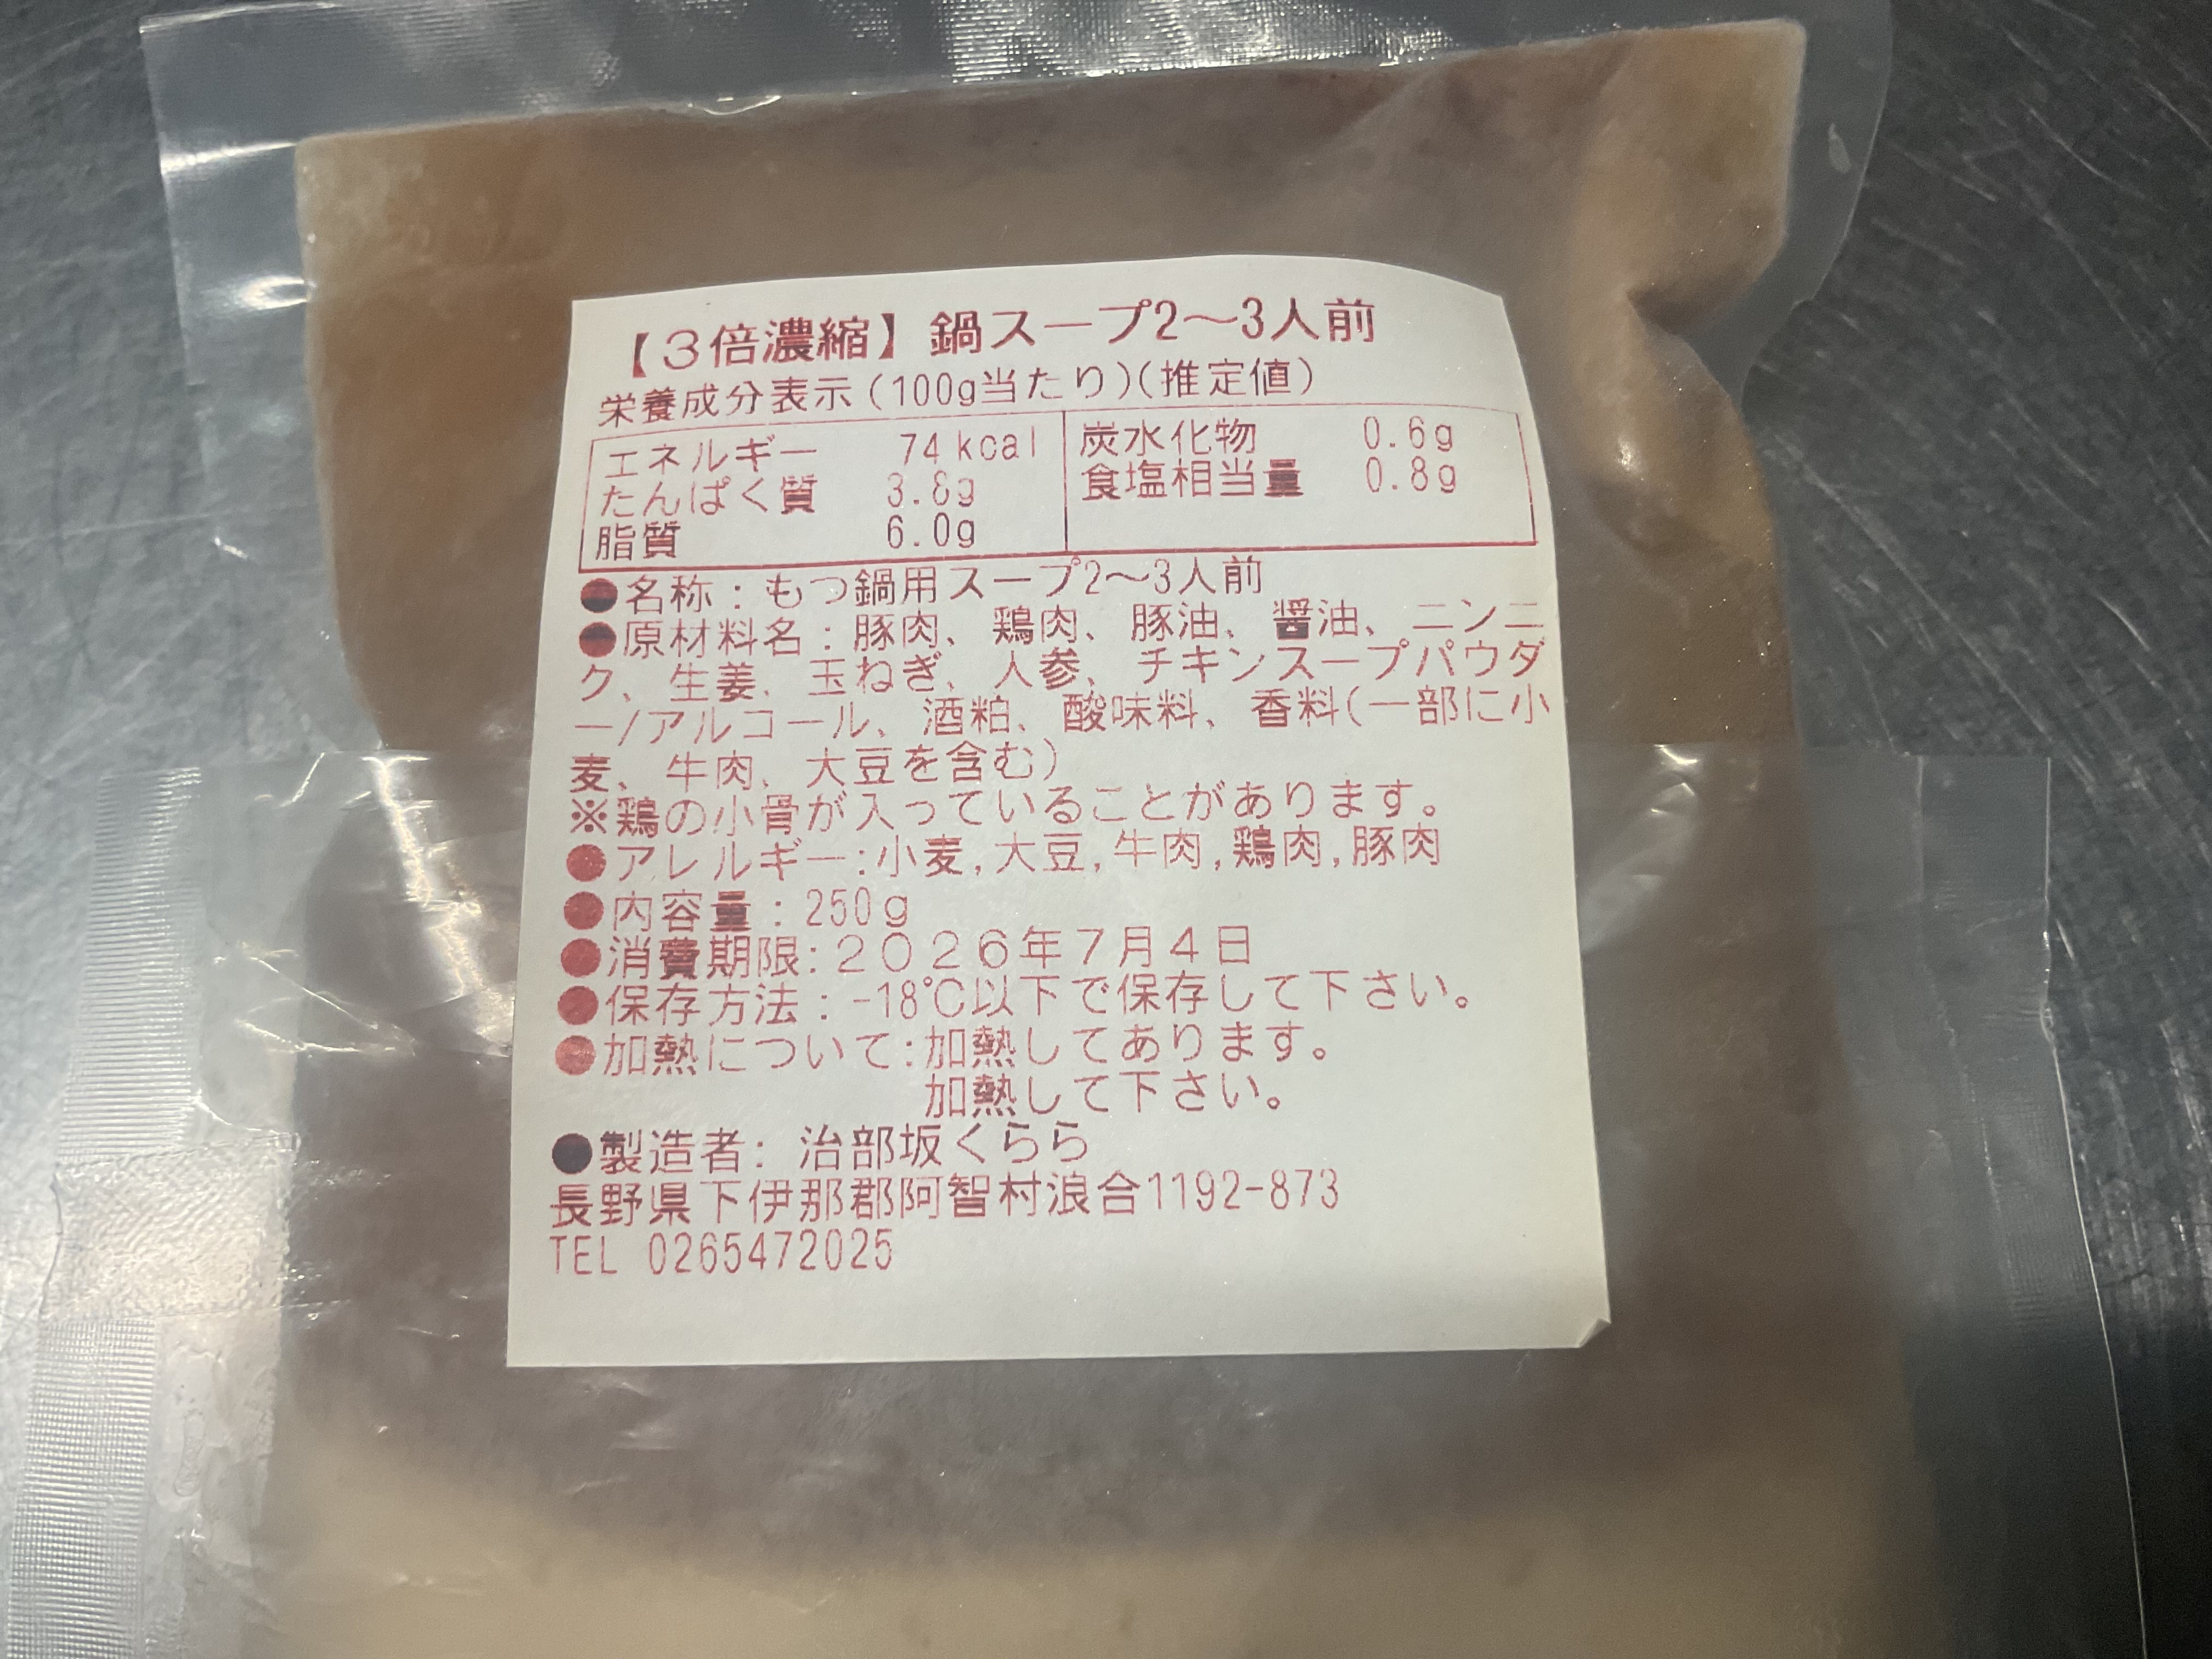 【3倍濃縮】鍋スープ2～3人前
栄養成分表示(100g当たり)(推定値)
エネルギー 74kcal 炭水化物 0.6g
たんぱく質 食塩相当量 0.8g
脂質 6.0g
●名称：もつ鍋用スープ2～3人前
●原材料名：豚肉、鶏肉、豚油、醤油、ニンニ
ク、生姜、玉ねぎ、人参、チキンスープパウダ
ー/アルコール、酒粕、酸味料、香料(一部に小
麦、牛肉、大豆を含む)
※鶏の小骨が入っていることがあります。
●アレルギー:小麦,大豆,牛肉,鶏肉,豚肉
●内容量：250g
●消費期限:２０２６年７月４日
●保存方法：-18℃以下で保存して下さい。
●加熱について:加熱してあります。
加熱して下さい。
●製造者：治部坂くらら
長野県下伊那郡阿智村浪合1192-873
TEL 0265472025